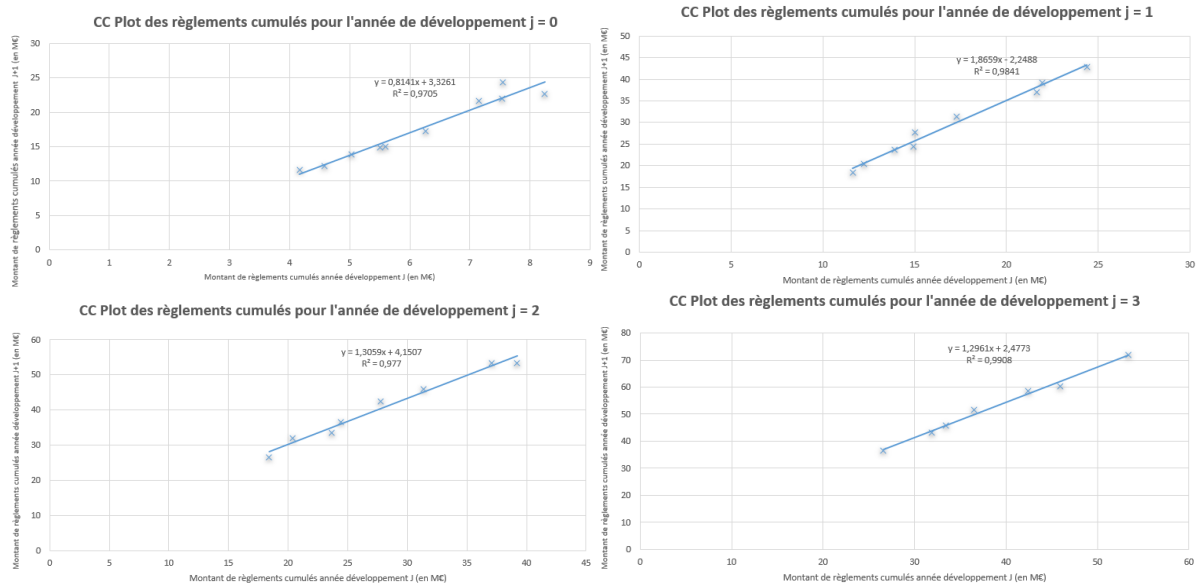 CC Plot des règlements cumulés pour l'année de développement j = 0
Montant de règlements cumulés année développement J+1 (en M€)
30
25
20
15
10
5
0
y = 0,8141x + 3,3261
R² = 0,9705
0 1 2 3 4 5 6 7 8 9
Montant de règlements cumulés année développement J (en M€)
CC Plot des règlements cumulés pour l'année de développement j = 1
Montant de règlements cumulés année développement J+1 (en M€)
50
45
40
35
30
25
20
15
10
5
0
y = 1,8659x - 2,2488
R² = 0,9841
0 5 10 15 20 25 30
Montant de règlements cumulés année développement J (en M€)
CC Plot des règlements cumulés pour l'année de développement j = 2
Montant de règlements cumulés année développement J+1 (en M€)
60
50
40
30
20
10
0
y = 1,3059x + 4,1507
R² = 0,977
0 5 10 15 20 25 30 35 40 45
Montant de règlements cumulés année développement J (en M€)
CC Plot des règlements cumulés pour l'année de développement j = 3
Montant de règlements cumulés année développement J+1 (en M€)
80
70
60
50
40
30
20
10
0
y = 1,2961x + 2,4773
R² = 0,9908
0 10 20 30 40 50 60
Montant de règlements cumulés année développement J (en M€)